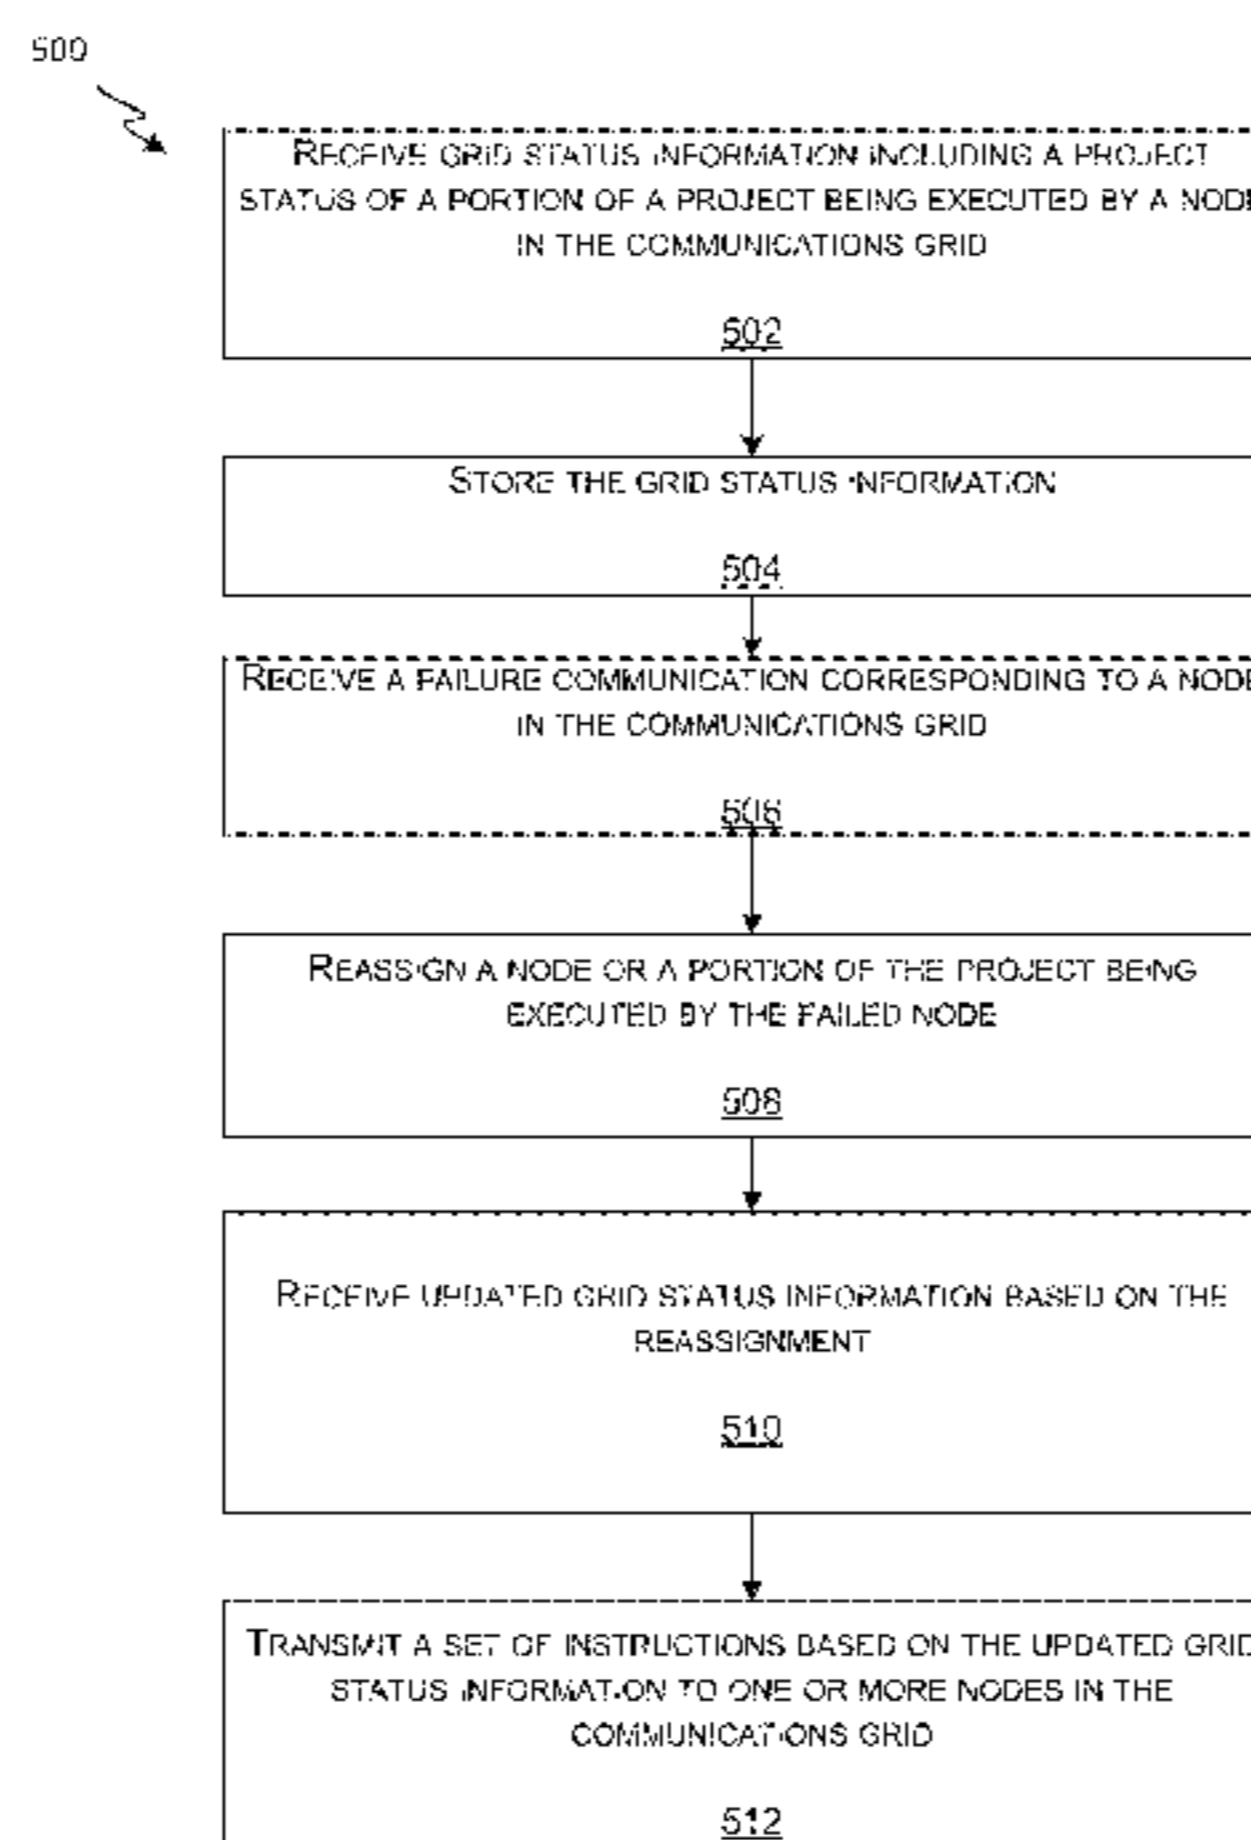 500
RECEIVE GRID STATUS INFORMATION INCLUDING A PROJECT
STATUS OF A PORTION OF A PROJECT BEING EXECUTED BY A NODE
IN THE COMMUNICATIONS GRID
502
STORE THE GRID STATUS INFORMATION
504
RECEIVE A FAILURE COMMUNICATION CORRESPONDING TO A NODE
IN THE COMMUNICATIONS GRID
506
REASSIGN A NODE OR A PORTION OF THE PROJECT BEING
EXECUTED BY THE FAILED NODE
508
RECEIVE UPDATED GRID STATUS INFORMATION BASED ON THE
REASSIGNMENT
510
TRANSMIT A SET OF INSTRUCTIONS BASED ON THE UPDATED GRID
STATUS INFORMATION TO ONE OR MORE NODES IN THE
COMMUNICATIONS GRID
512